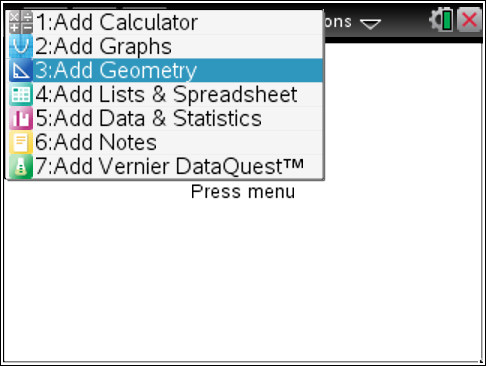 1:Add Calculator
ons
2:Add Graphs
3:Add Geometry
4:Add Lists & Spreadsheet
5:Add Data & Statistics
6:Add Notes
7:Add Vernier DataQuest™
Press menu